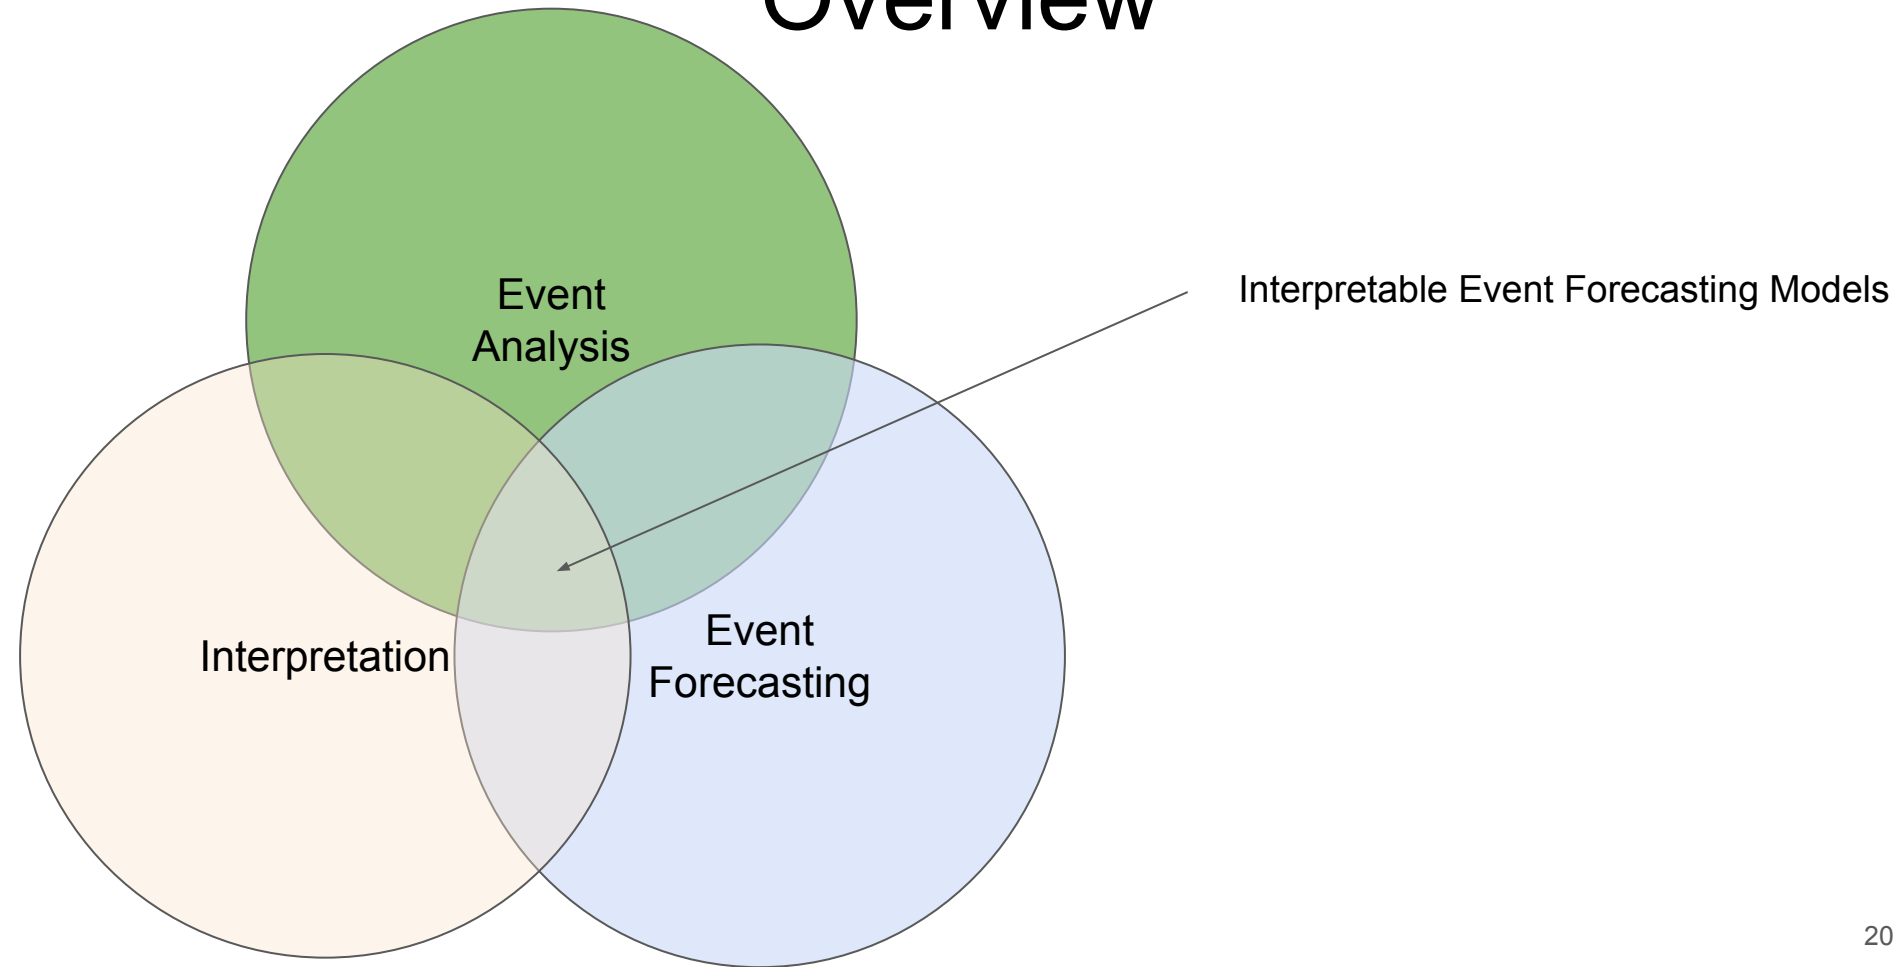 Overview
Event
Analysis
Interpretable Event Forecasting Models
Interpretation
Event
Forecasting
20